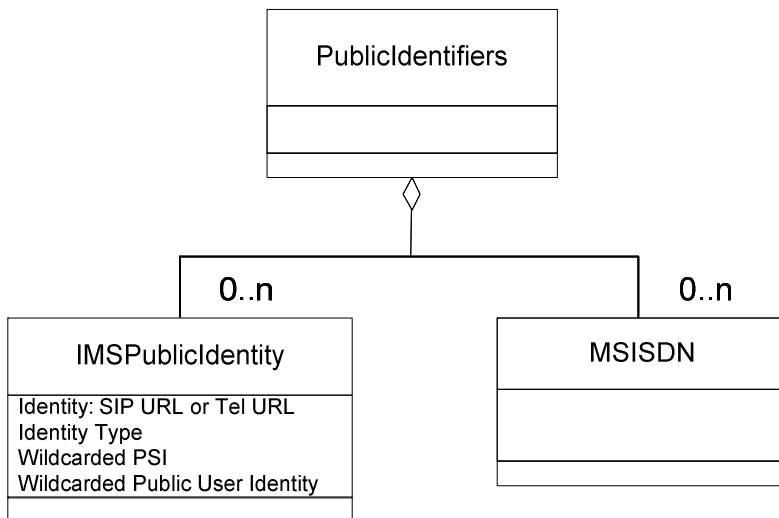 PublicIdentifiers
0..n
0..n
IMSPublicIdentity
MSISDN
Identity: SIP URL or Tel URL
Identity Type
Wildcarded PSI
Wildcarded Public User Identity